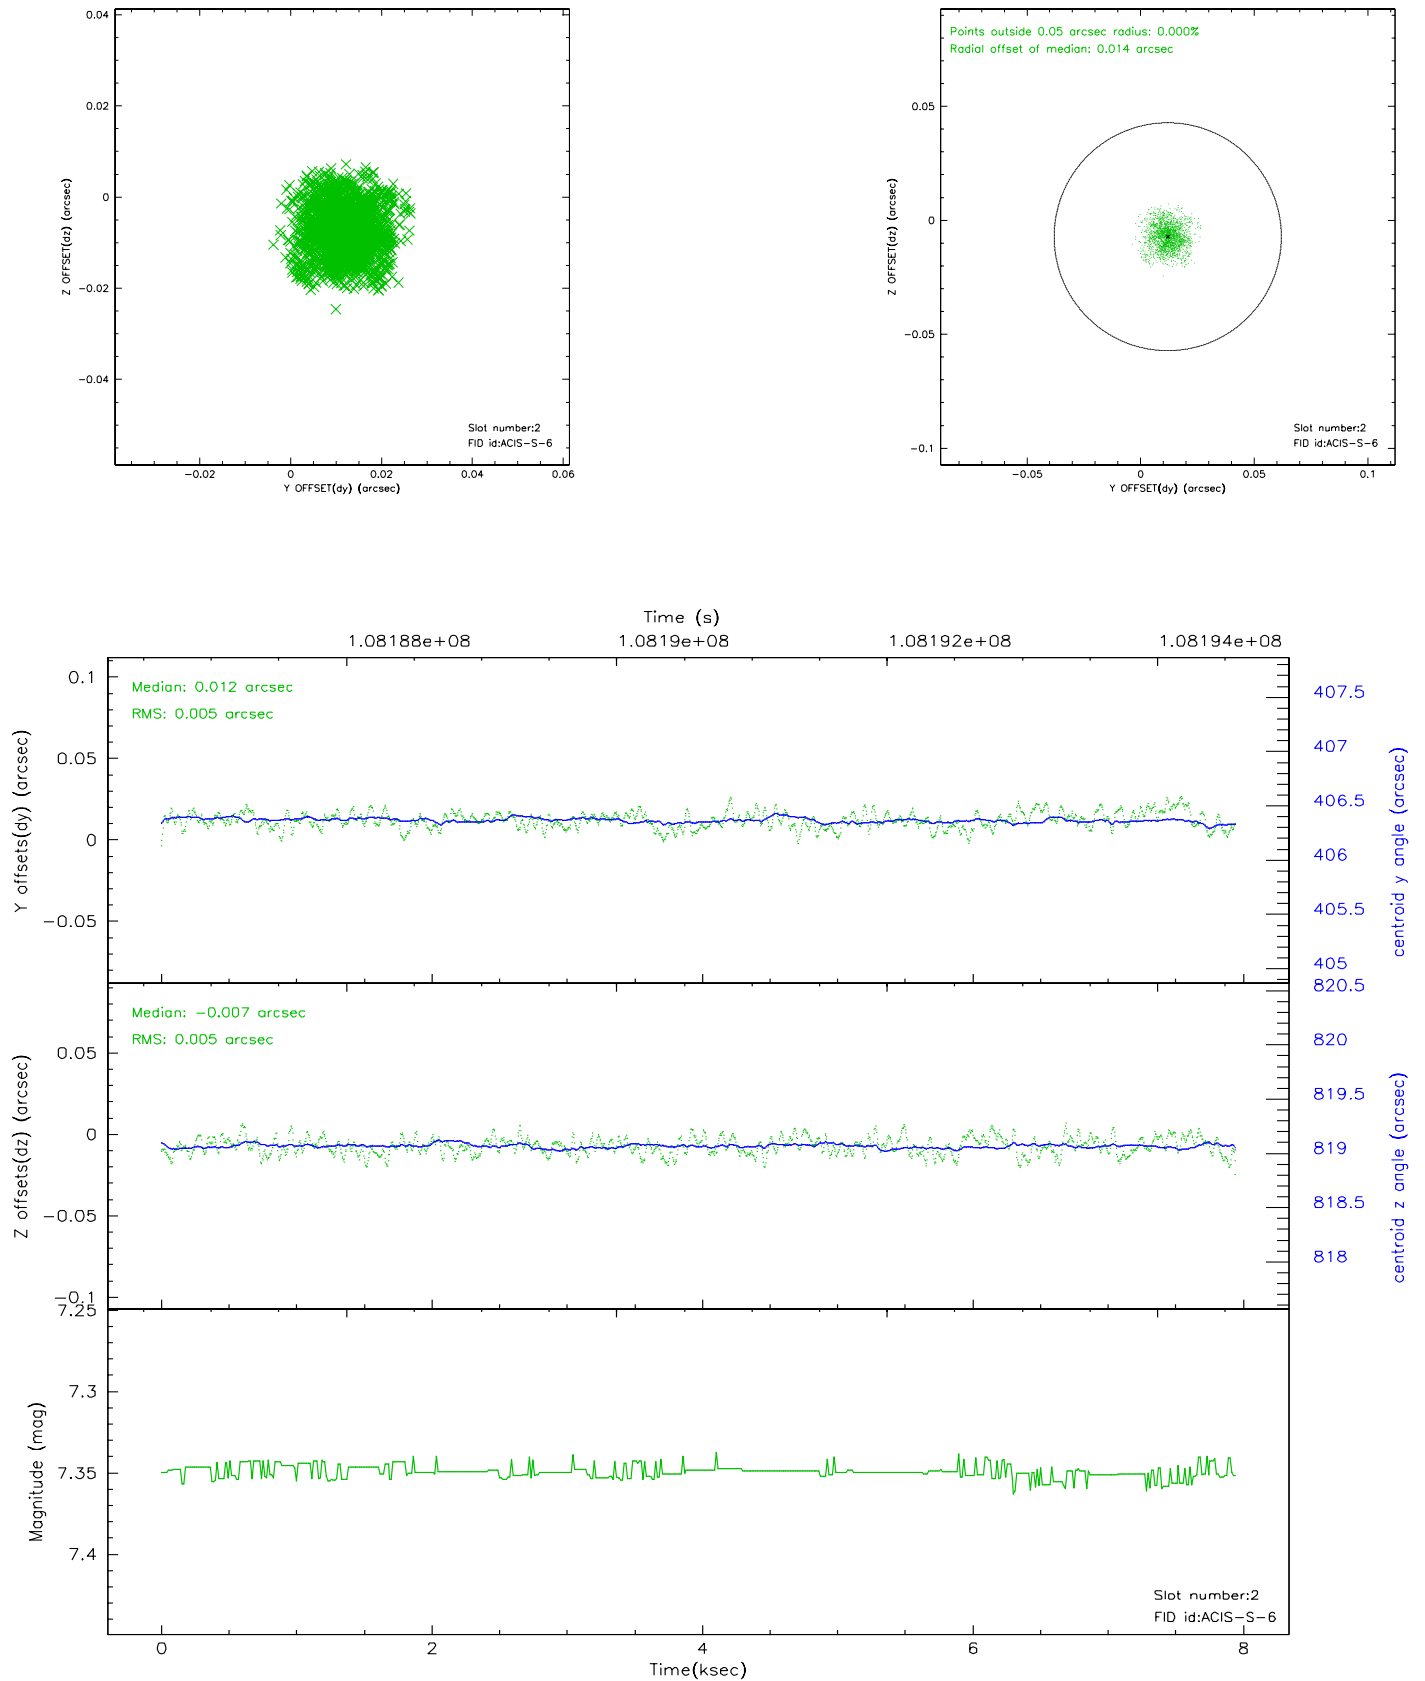 0.04
0.02
0
-0.02
-0.04
Z OFFSET(dz) (arcsec)
Slot number:2
FID id:ACIS-S-6
-0.02 0 0.02 0.04 0.06
Y OFFSET(dy) (arcsec)
Points outside 0.05 arcsec radius: 0.000%
Radial offset of median: 0.014 arcsec
0.05
0
-0.05
-0.1
Z OFFSET(dz) (arcsec)
Slot number:2
FID id:ACIS-S-6
-0.05 0 0.05 0.1
Y OFFSET(dy) (arcsec)
Time (s)
1.08188e+08 1.0819e+08 1.08192e+08 1.08194e+08
Median: 0.012 arcsec
RMS: 0.005 arcsec
0.1
0.05
0
-0.05
Y offsets(dy) (arcsec)
407.5
407
406.5
406
405.5
405
centroid y angle (arcsec)
Median: -0.007 arcsec
RMS: 0.005 arcsec
0.05
0
-0.05
-0.1
Z offsets(dz) (arcsec)
820.5
820
819.5
819
818.5
818
centroid z angle (arcsec)
7.25
7.3
7.35
7.4
Magnitude (mag)
Slot number:2
FID id:ACIS-S-6
0 2 4 6 8
Time(ksec)